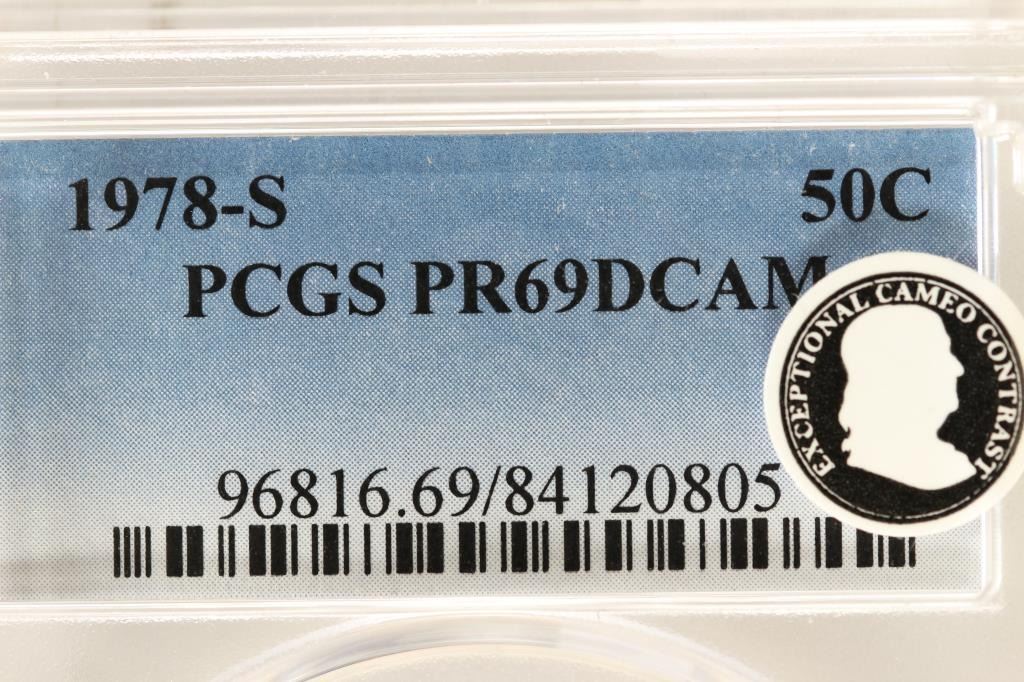 1978-S 50C
PCGS PR69DCAM
EXCEPTIONAL CAMEO CONTRAST
96816.69/84120805